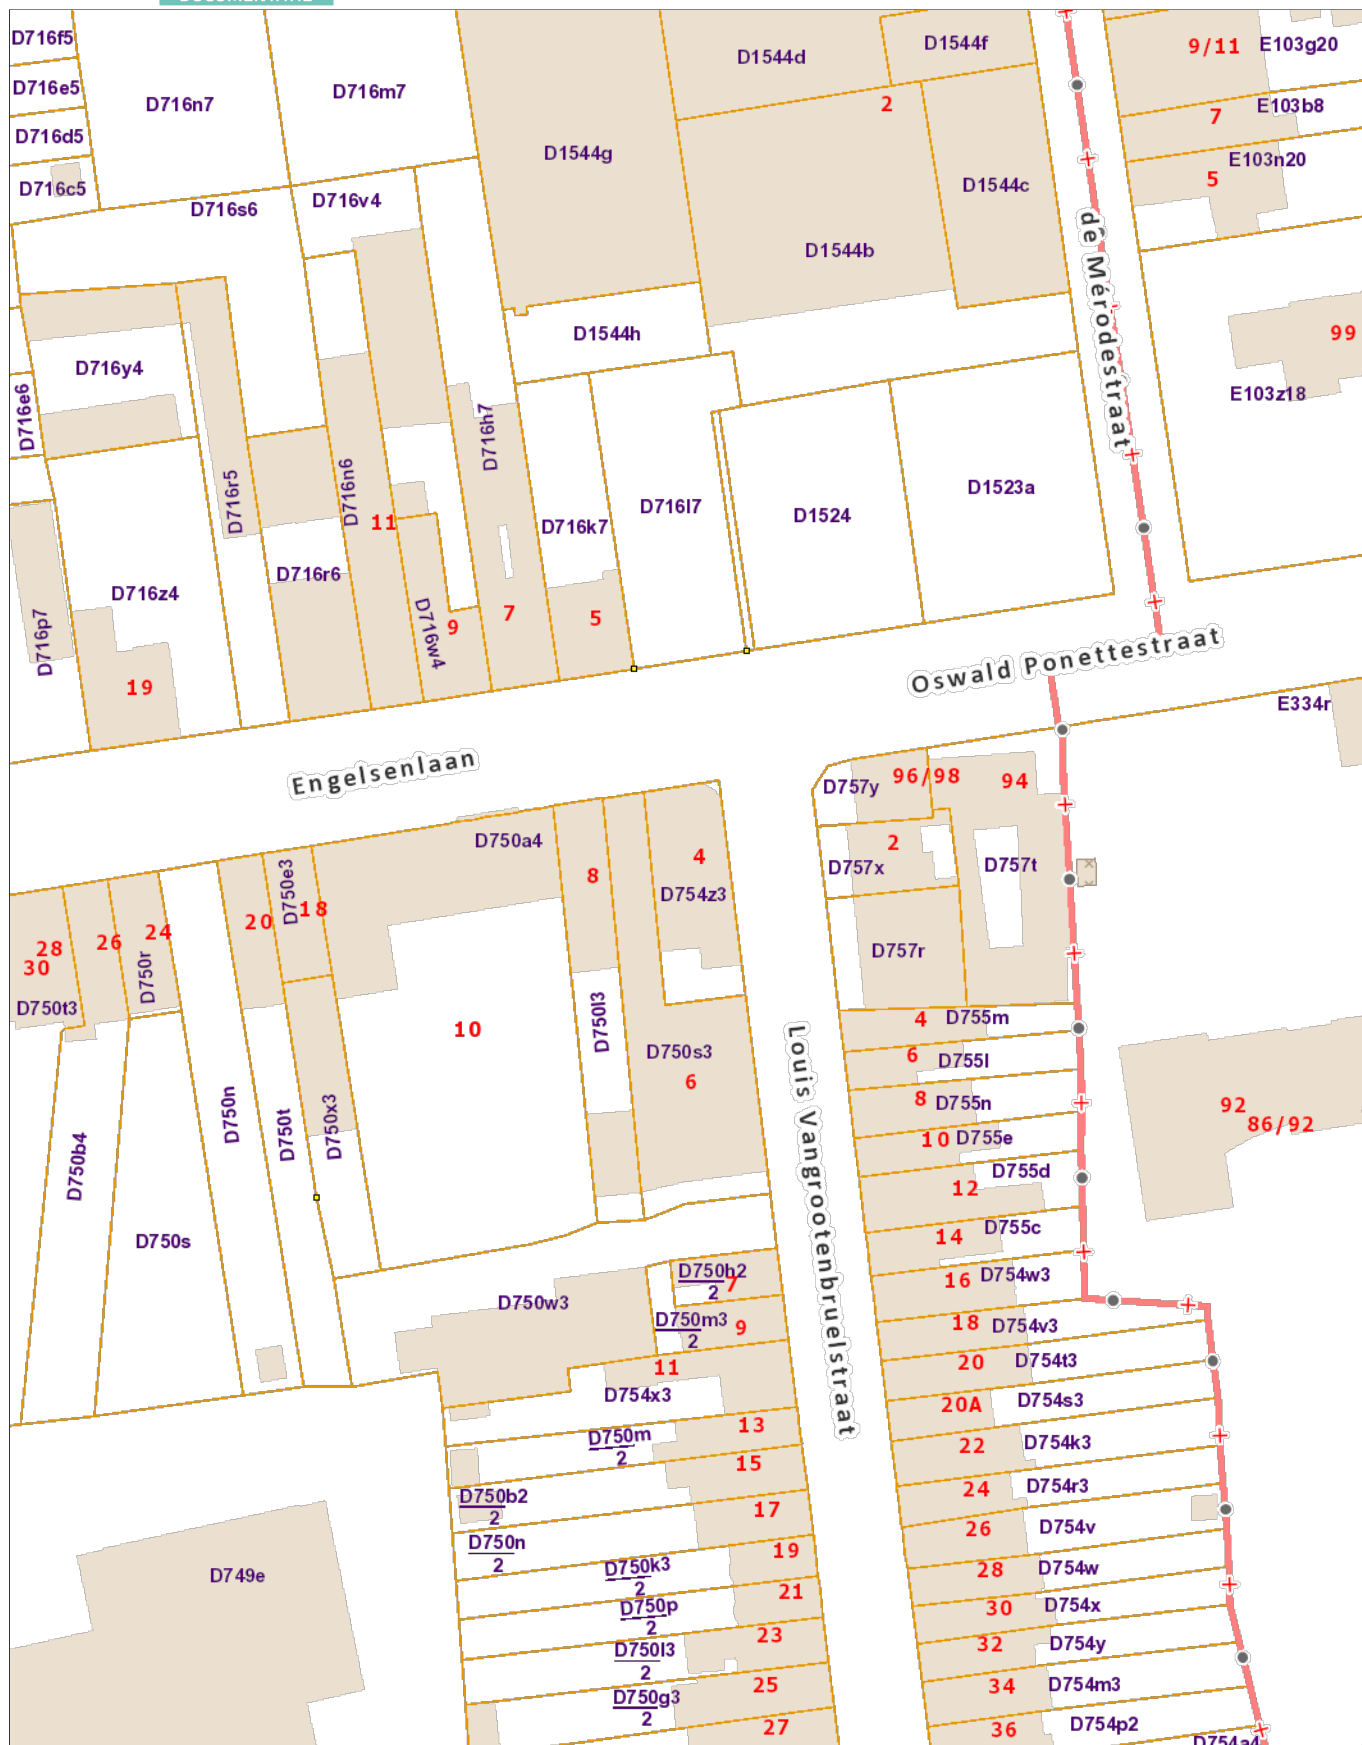 D716f5
D716e5
D716d5
D716c5
D716n7
D716m7
D716s6
D716v4
D1544g
D1544d
D1544f
2
D1544c
D1544b
D1544h
9/11
E103g20
7
E103b8
E103n20
5
de Mérodestraat
99
E103z18
D716y4
D716e6
D716r5
D716n6
11
D716h7
D716k7
D716l7
D1524
D1523a
D716z4
D716p7
19
D716r6
D716w4
9
7
5
Oswald Ponettestraat
E334r
Engelsenlaan
D757y
96/98
94
2
D757x
D757t
D757r
D750a4
8
4
D754z3
D750e3
18
20
24
26
28
30
D750r
D750t3
10
D750l3
D750s3
6
D750n
D750t
D750x3
D750b4
D750s
Louis Vangrootenbruelstraat
4
D755m
6
D755l
8
D755n
10
D755e
12
D755d
14
D755c
16
D754w3
18
D754v3
20
D754t3
20A
D754s3
22
D754k3
24
D754r3
26
D754v
28
D754w
30
D754x
32
D754y
34
D754m3
36
D754p2
D754a4
92
86/92
D750w3
D750h2
2
7
D750m3
2
9
11
D754x3
13
D750m
2
15
D750b2
2
17
D750n
2
19
D750k3
2
21
D750p
2
23
D750l3
2
25
D750g3
2
27
D749e